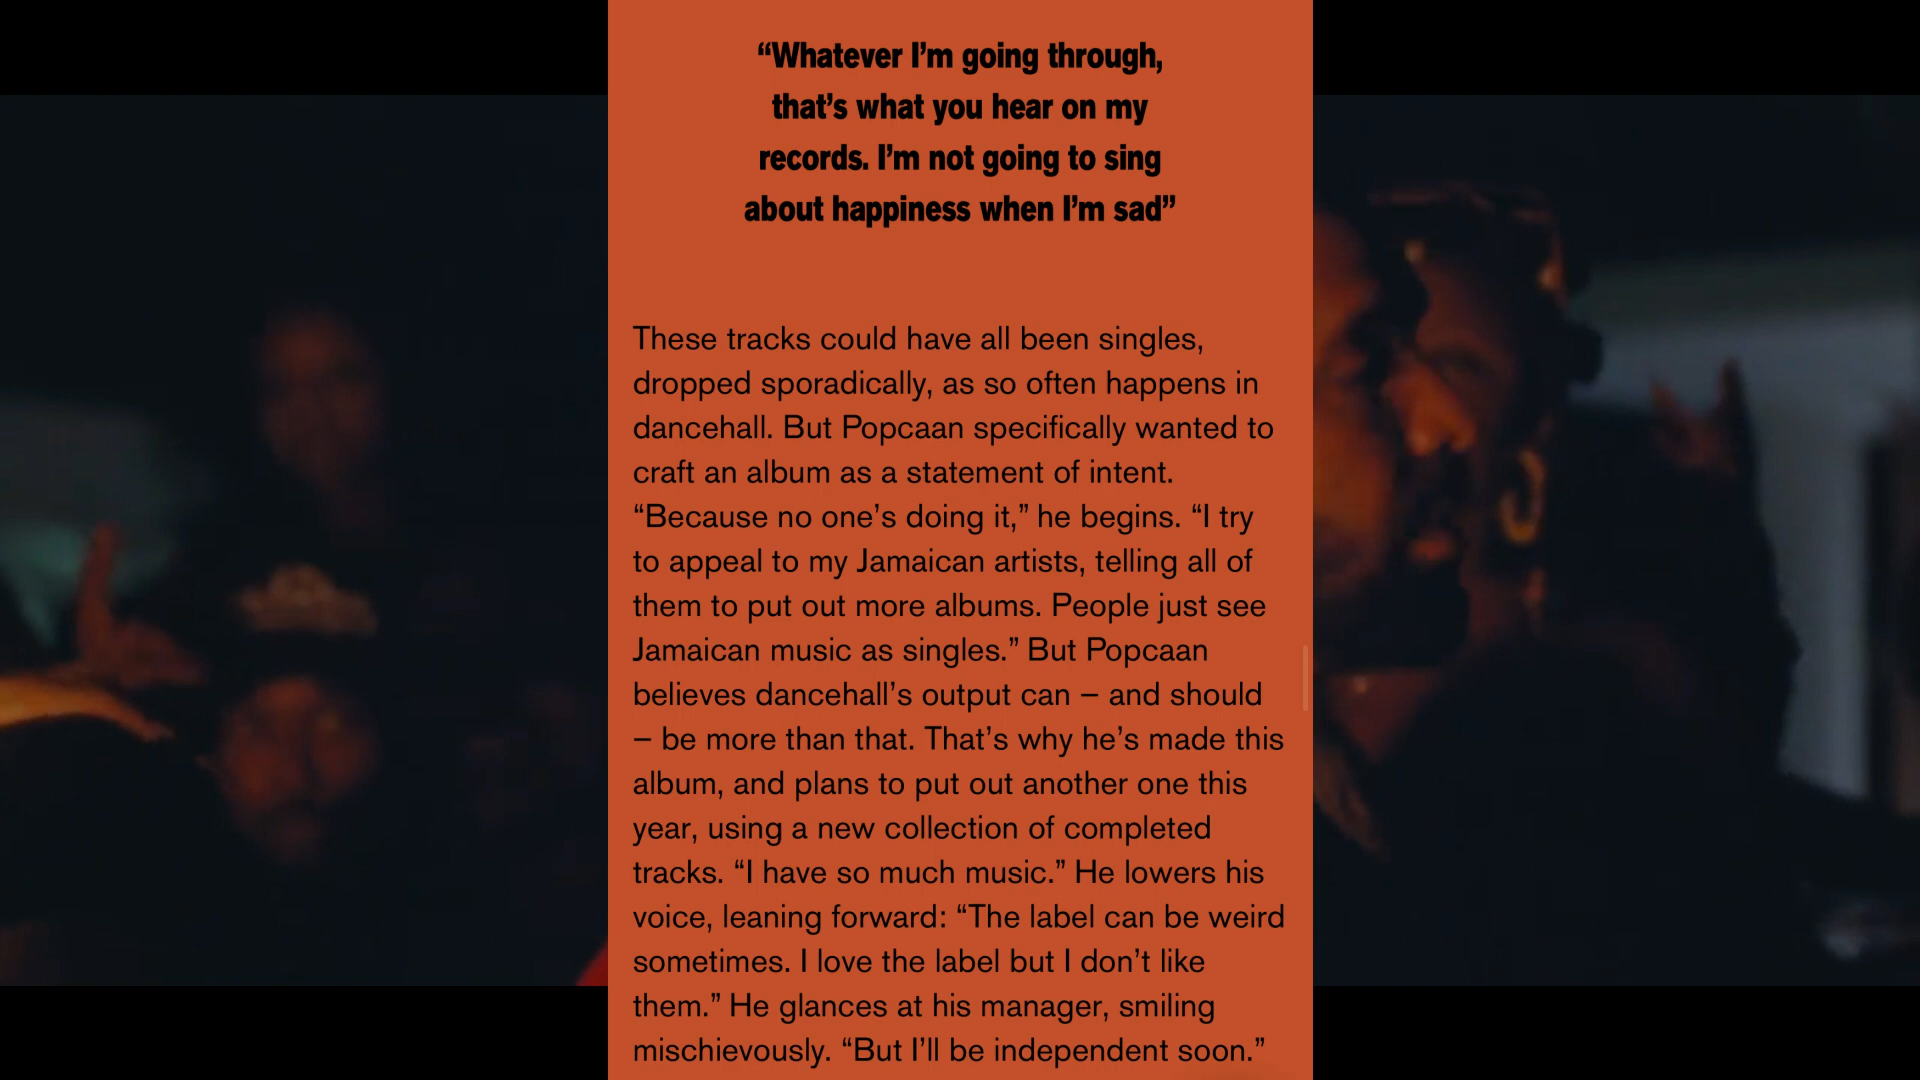 “Whatever I’m going through,
that’s what you hear on my
records. I’m not going to sing
about happiness when I’m sad”
These tracks could have all been singles,
dropped sporadically, as so often happens in
dancehall. But Popcaan specifically wanted to
craft an album as a statement of intent.
“Because no one’s doing it,” he begins. “I try
to appeal to my Jamaican artists, telling all of
them to put out more albums. People just see
Jamaican music as singles.” But Popcaan
believes dancehall’s output can – and should
– be more than that. That’s why he’s made this
album, and plans to put out another one this
year, using a new collection of completed
tracks. “I have so much music.” He lowers his
voice, leaning forward: “The label can be weird
sometimes. I love the label but I don’t like
them.” He glances at his manager, smiling
mischievously. “But I’ll be independent soon.”